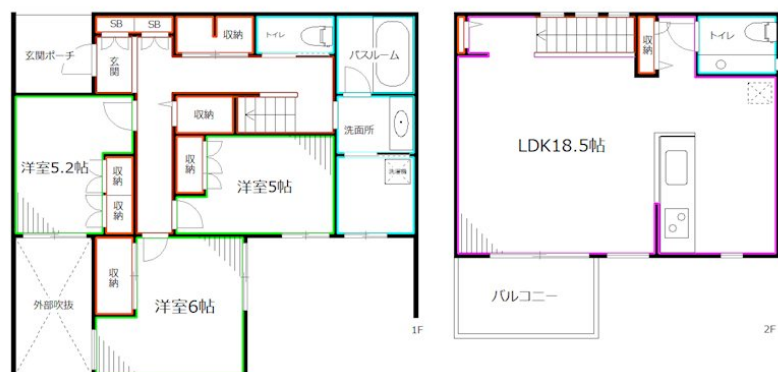 SB
SB
収納
トイレ
玄関ポーチ
玄関
バスルーム
収納
洗面所
洋室5.2帖
収納
収納
収納
洋室5帖
洗濯機
収納
外部吹抜
洋室6帖
1F
収納
トイレ
LDK18.5帖
バルコニー
2F